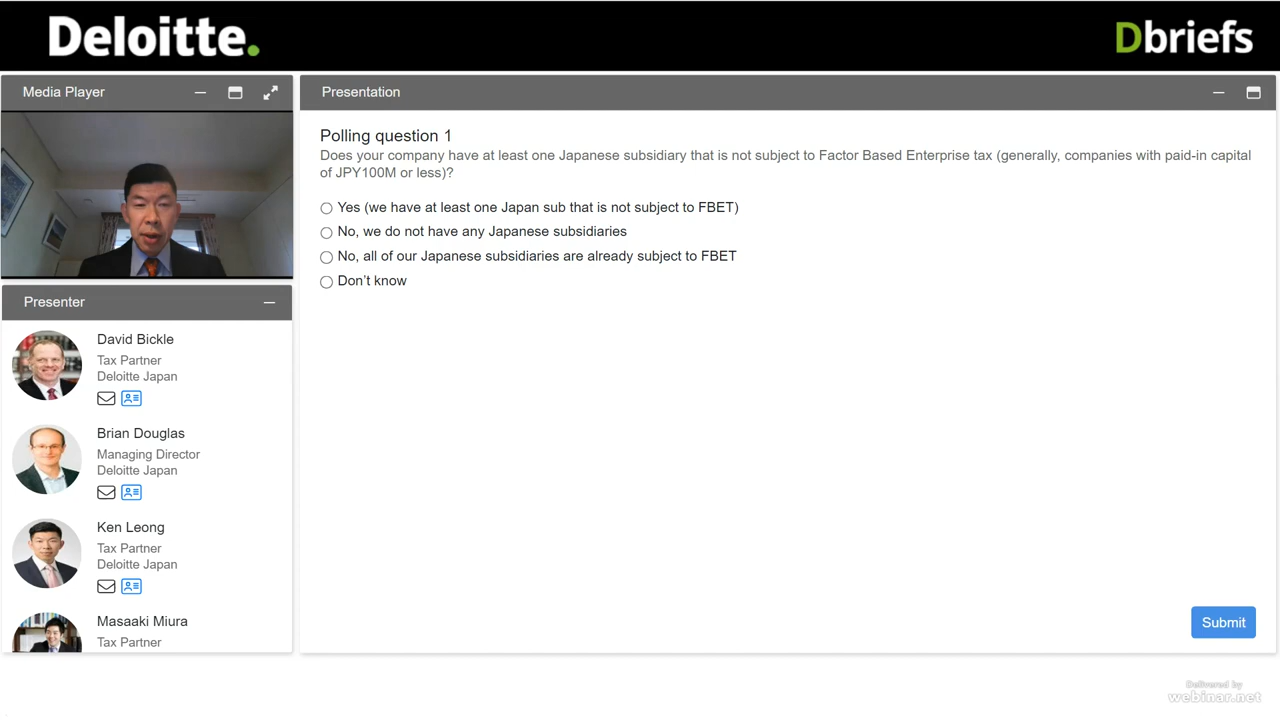 Deloitte.
Dbriefs
Media Player
Presentation
Polling question 1
Does your company have at least one Japanese subsidiary that is not subject to Factor Based Enterprise tax (generally, companies with paid-in capital
of JPY100M or less)?
Yes (we have at least one Japan sub that is not subject to FBET)
No, we do not have any Japanese subsidiaries
No, all of our Japanese subsidiaries are already subject to FBET
Don't know
Submit
Presenter
David Bickle
Tax Partner
Deloitte Japan
Brian Douglas
Managing Director
Deloitte Japan
Ken Leong
Tax Partner
Deloitte Japan
Masaaki Miura
Tax Partner
Delivered by
webinar.net